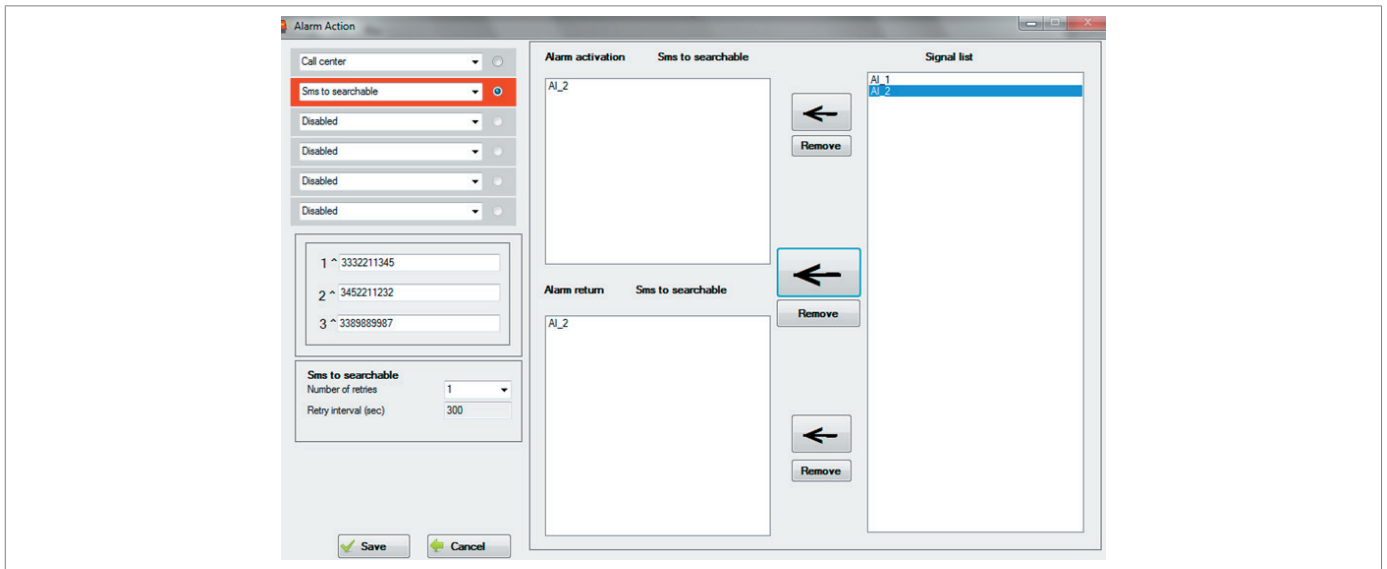 Alarm Action
Call center
Sms to searchable
Disabled
Disabled
Disabled
Disabled
1 ^ 3332211345
2 ^ 3452211232
3 ^ 3389889987
Sms to searchable
Number of retries 1
Retry interval (sec) 300
Save Cancel
Alarm activation Sms to searchable
AI_2
Remove
Remove
Alarm return Sms to searchable
AI_2
Remove
Signal list
AI_1
AI_2